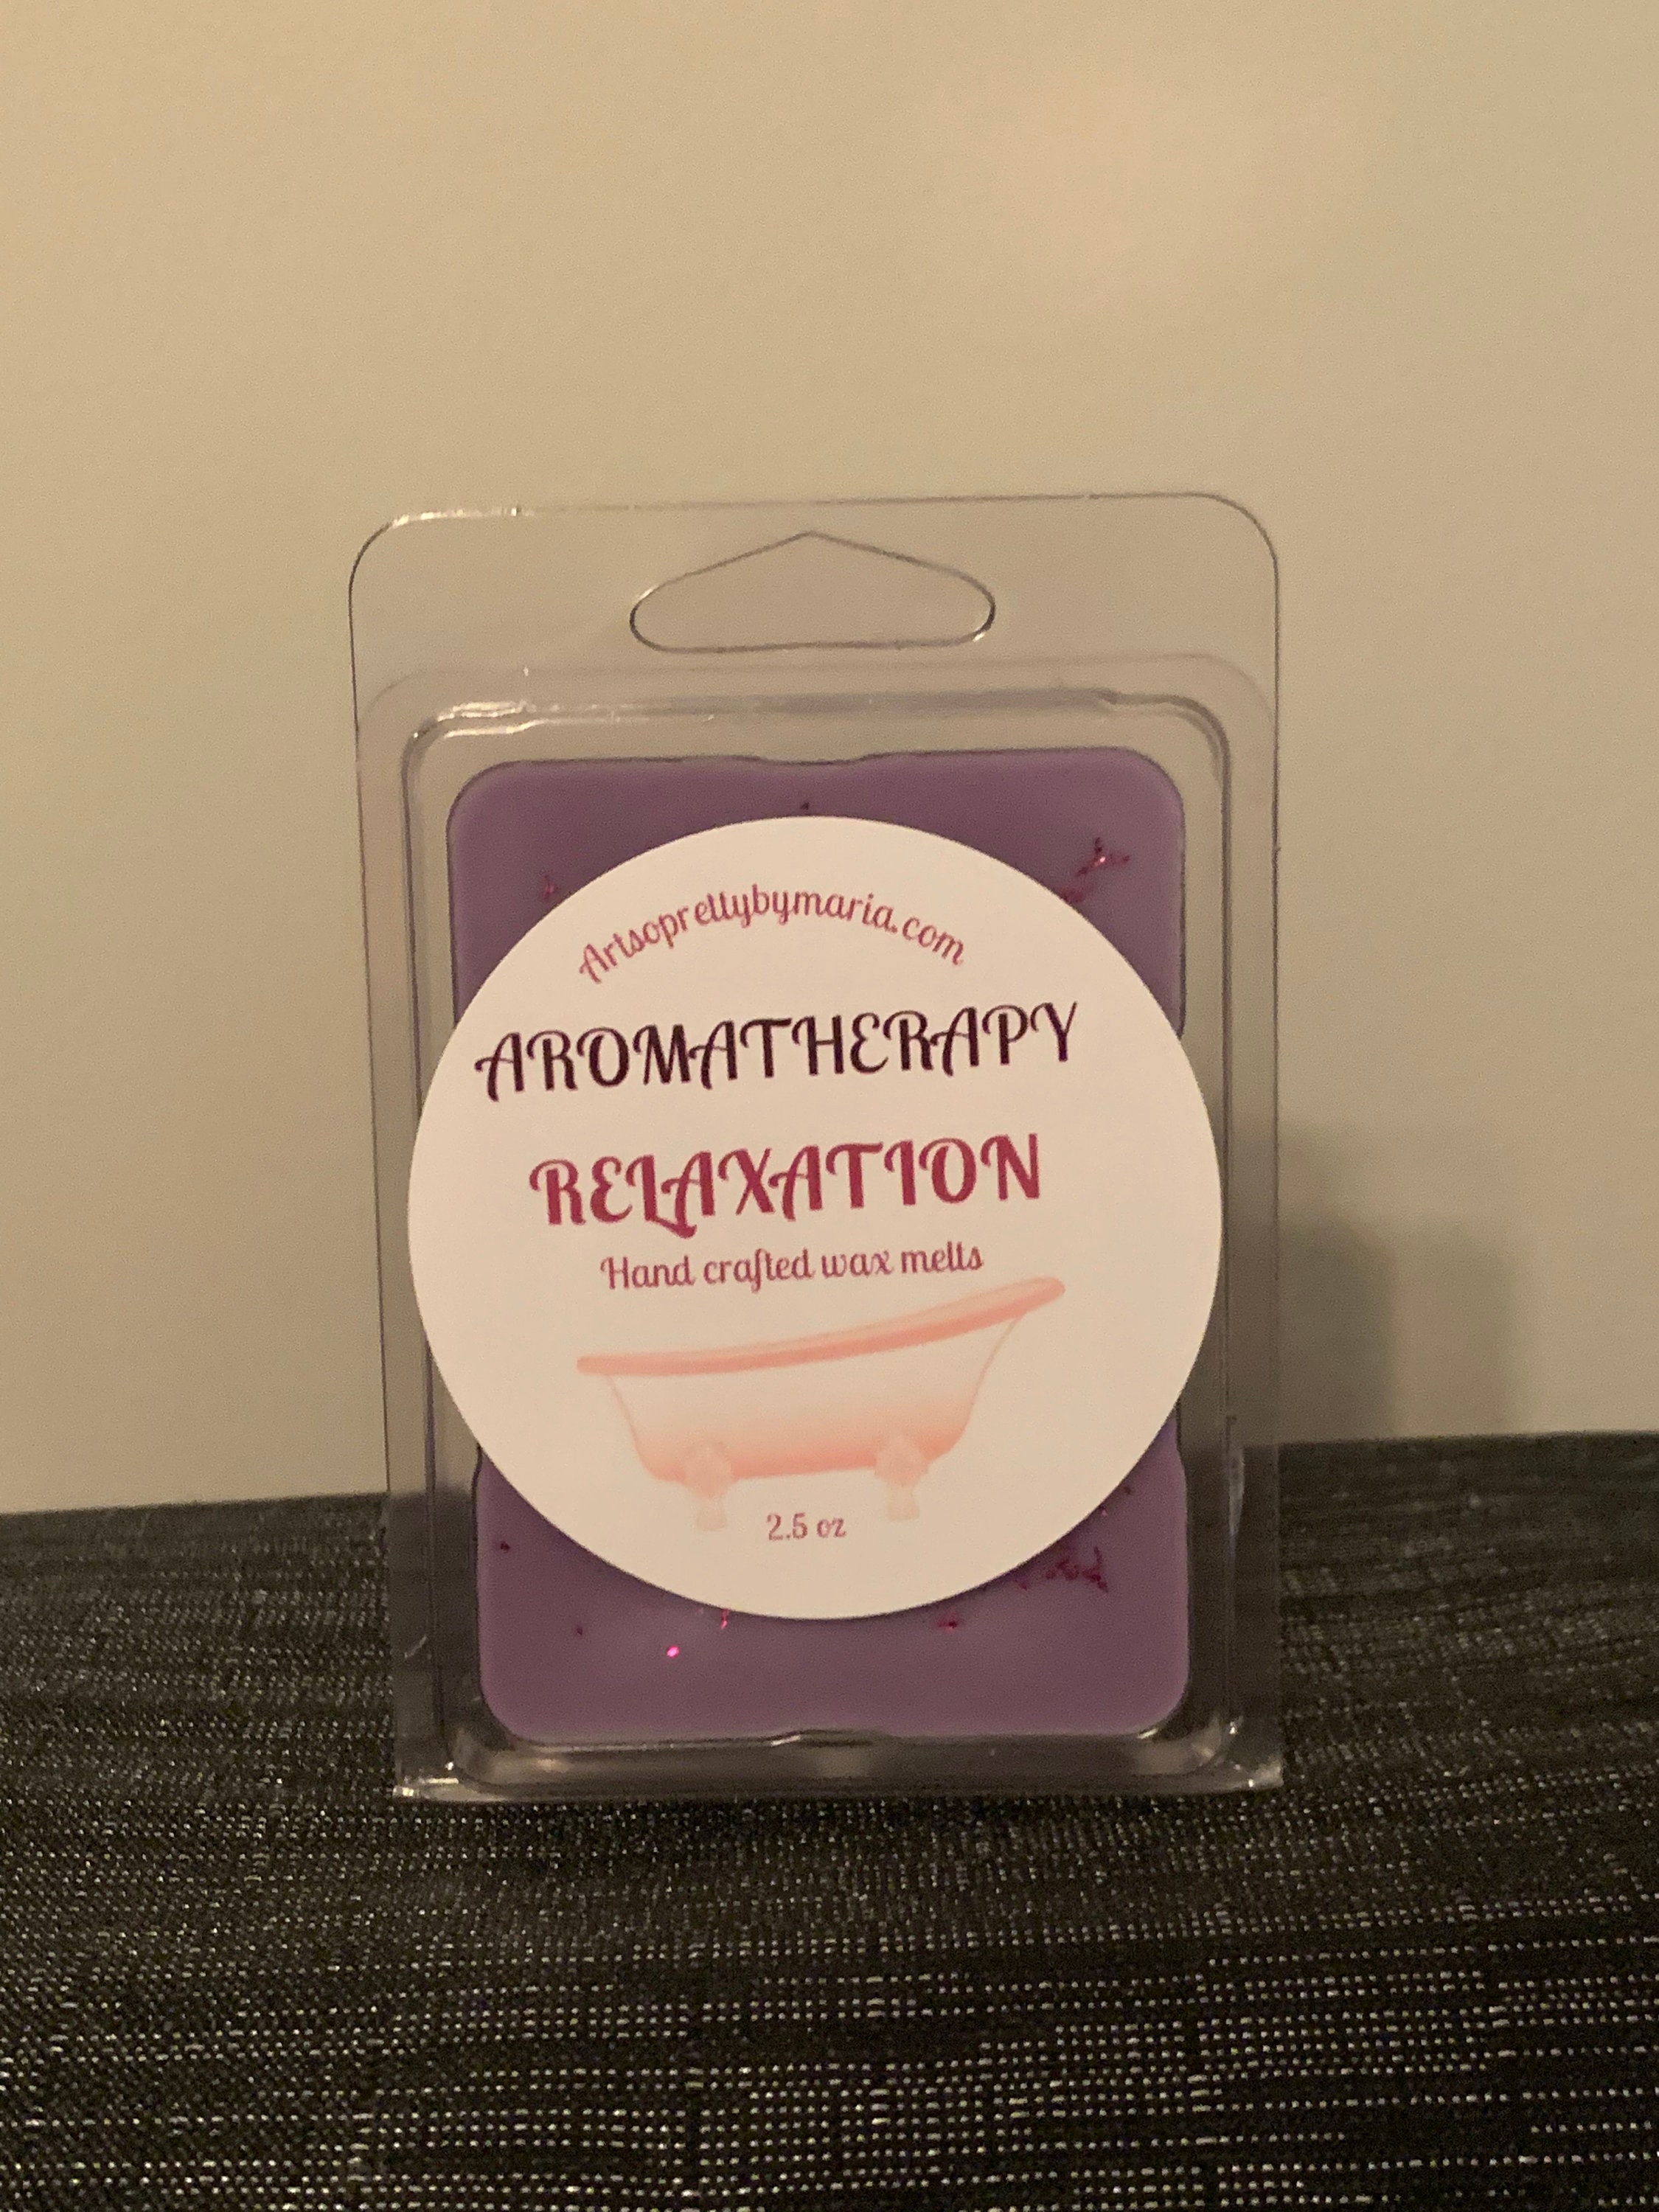 Artsoprettybymaria.com
AROMATHERAPY
RELAXATION
Hand crafted wax melts
2.5 oz